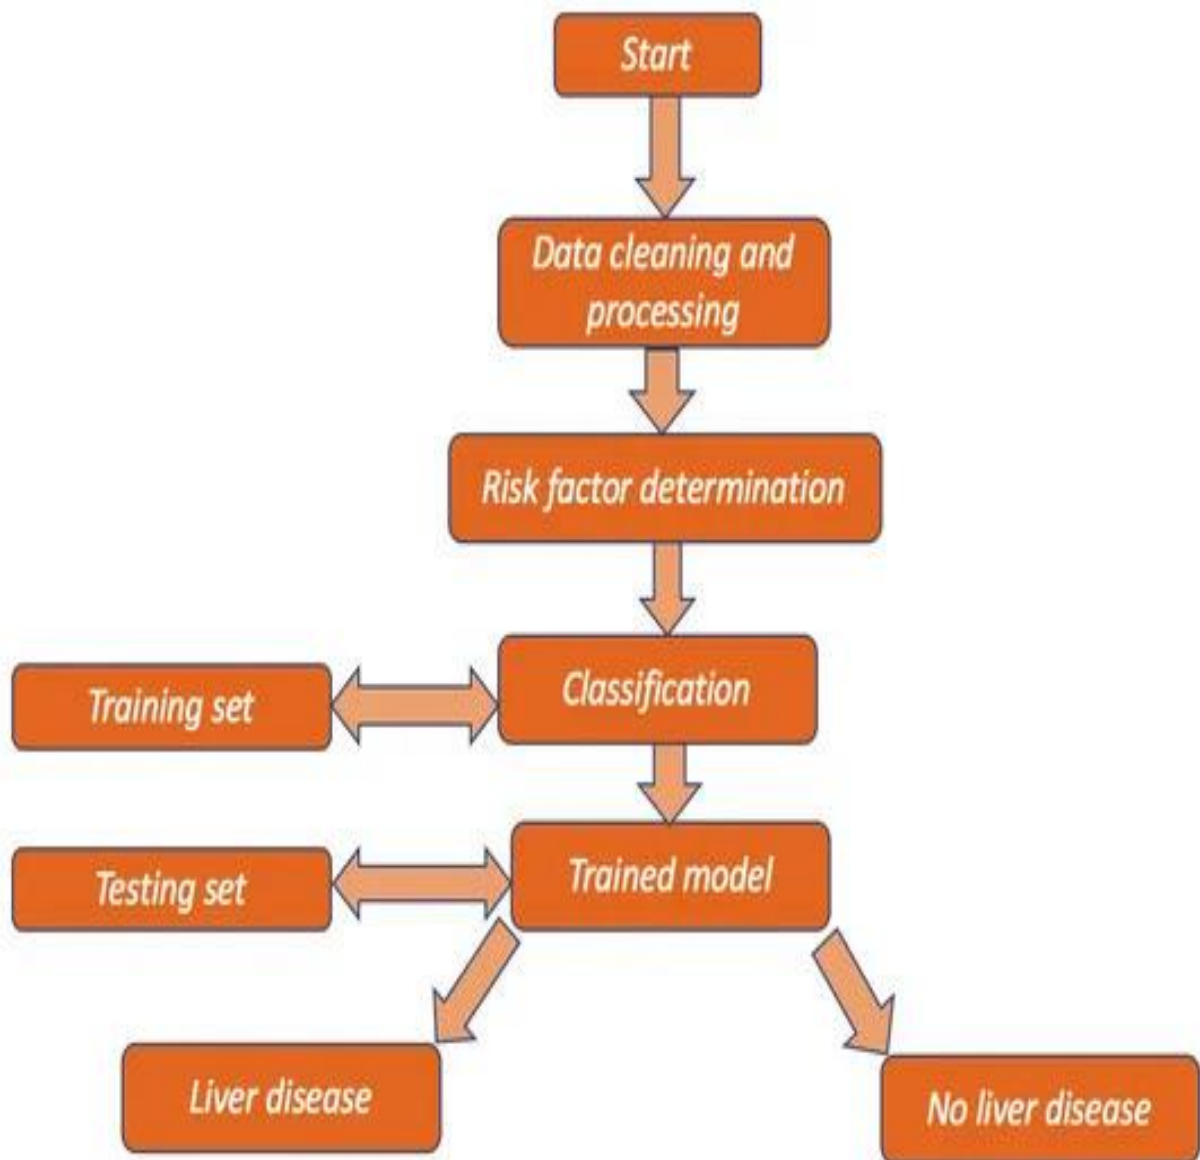 Start
Data cleaning and
processing
Risk factor determination
Classification
Training set
Trained model
Testing set
Liver disease
No liver disease